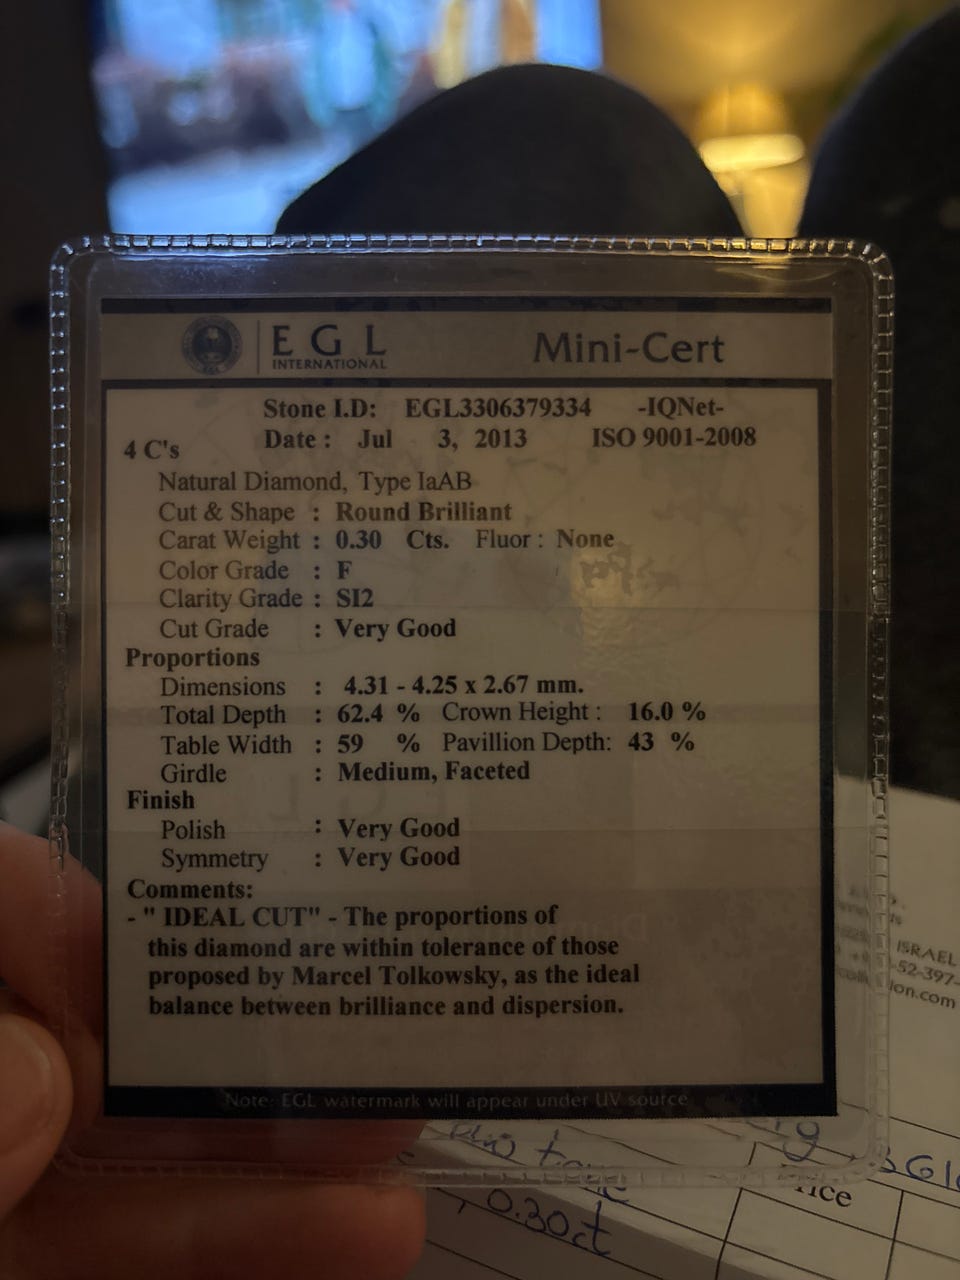 EGL INTERNATIONAL
Mini-Cert
Stone I.D: EGL3306379334 -IQNet-
Date : Jul 3, 2013 ISO 9001-2008
4 C's
Natural Diamond, Type IaAB
Cut & Shape : Round Brilliant
Carat Weight : 0.30 Cts. Fluor : None
Color Grade : F
Clarity Grade : SI2
Cut Grade : Very Good
Proportions
Dimensions : 4.31 - 4.25 x 2.67 mm.
Total Depth : 62.4 % Crown Height : 16.0 %
Table Width : 59 % Pavillion Depth: 43 %
Girdle : Medium, Faceted
Finish
Polish : Very Good
Symmetry : Very Good
Comments:
- " IDEAL CUT" - The proportions of
this diamond are within tolerance of those
proposed by Marcel Tolkowsky, as the ideal
balance between brilliance and dispersion.
Note: EGL watermark will appear under UV source
ISRAEL
-52-397-
ion.com
0.30ct